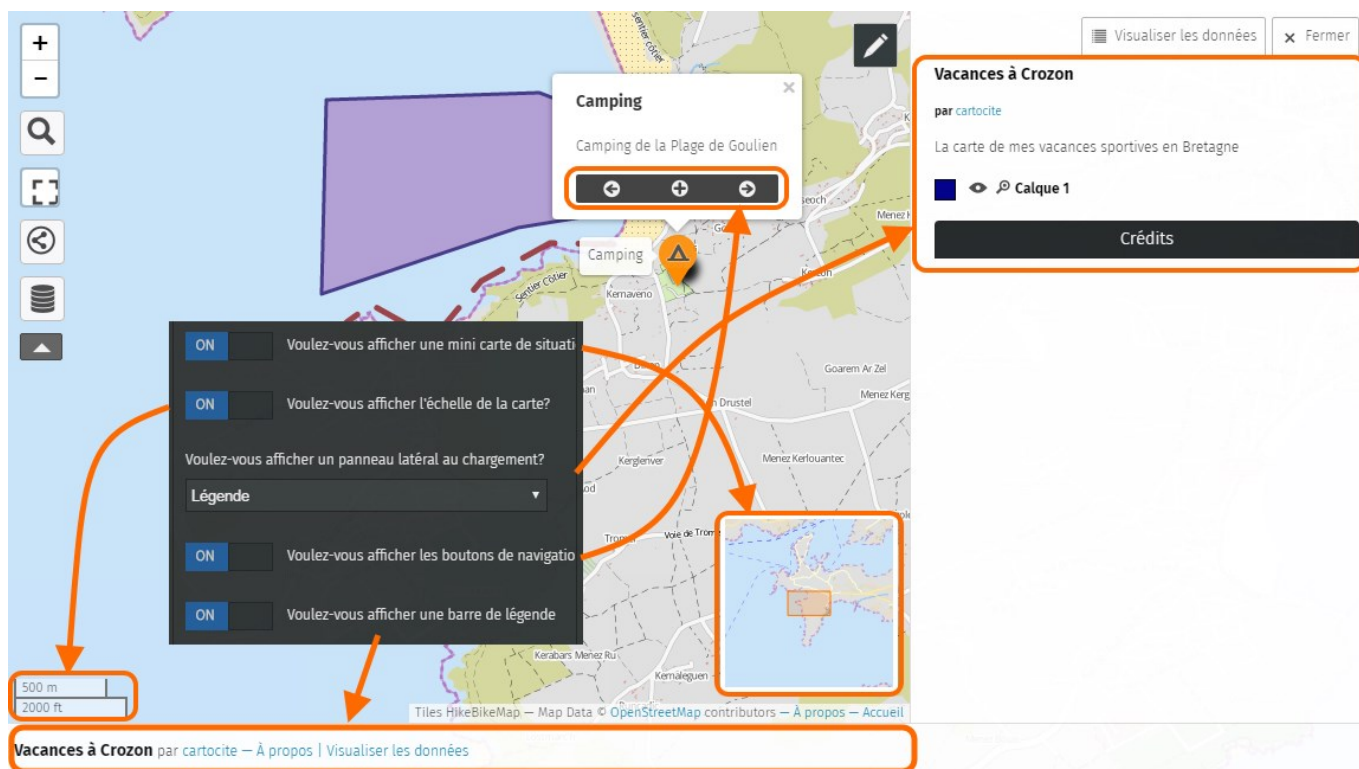 +
−
Visualiser les données
× Fermer
Vacances à Crozon
par cartocite
La carte de mes vacances sportives en Bretagne
Calque 1
Crédits
Sentier côtier
Camping
×
Camping de la Plage de Goulien
Camping
Sentier Côtier
Kernaveno
Goarem Ar Zel
Menez Kerg
Drustel
Kerglenver
Menez Kerlouantec
Voie de Trom
Kerabars Menez Ru
Kernaleguen
ON Voulez-vous afficher une mini carte de situati
ON Voulez-vous afficher l'échelle de la carte?
Voulez-vous afficher un panneau latéral au chargement?
Légende
ON Voulez-vous afficher les boutons de navigatio
ON Voulez-vous afficher une barre de légende
500 m
2000 ft
Tiles HikeBikeMap — Map Data © OpenStreetMap contributors — À propos — Accueil
Vacances à Crozon par cartocite — À propos | Visualiser les données